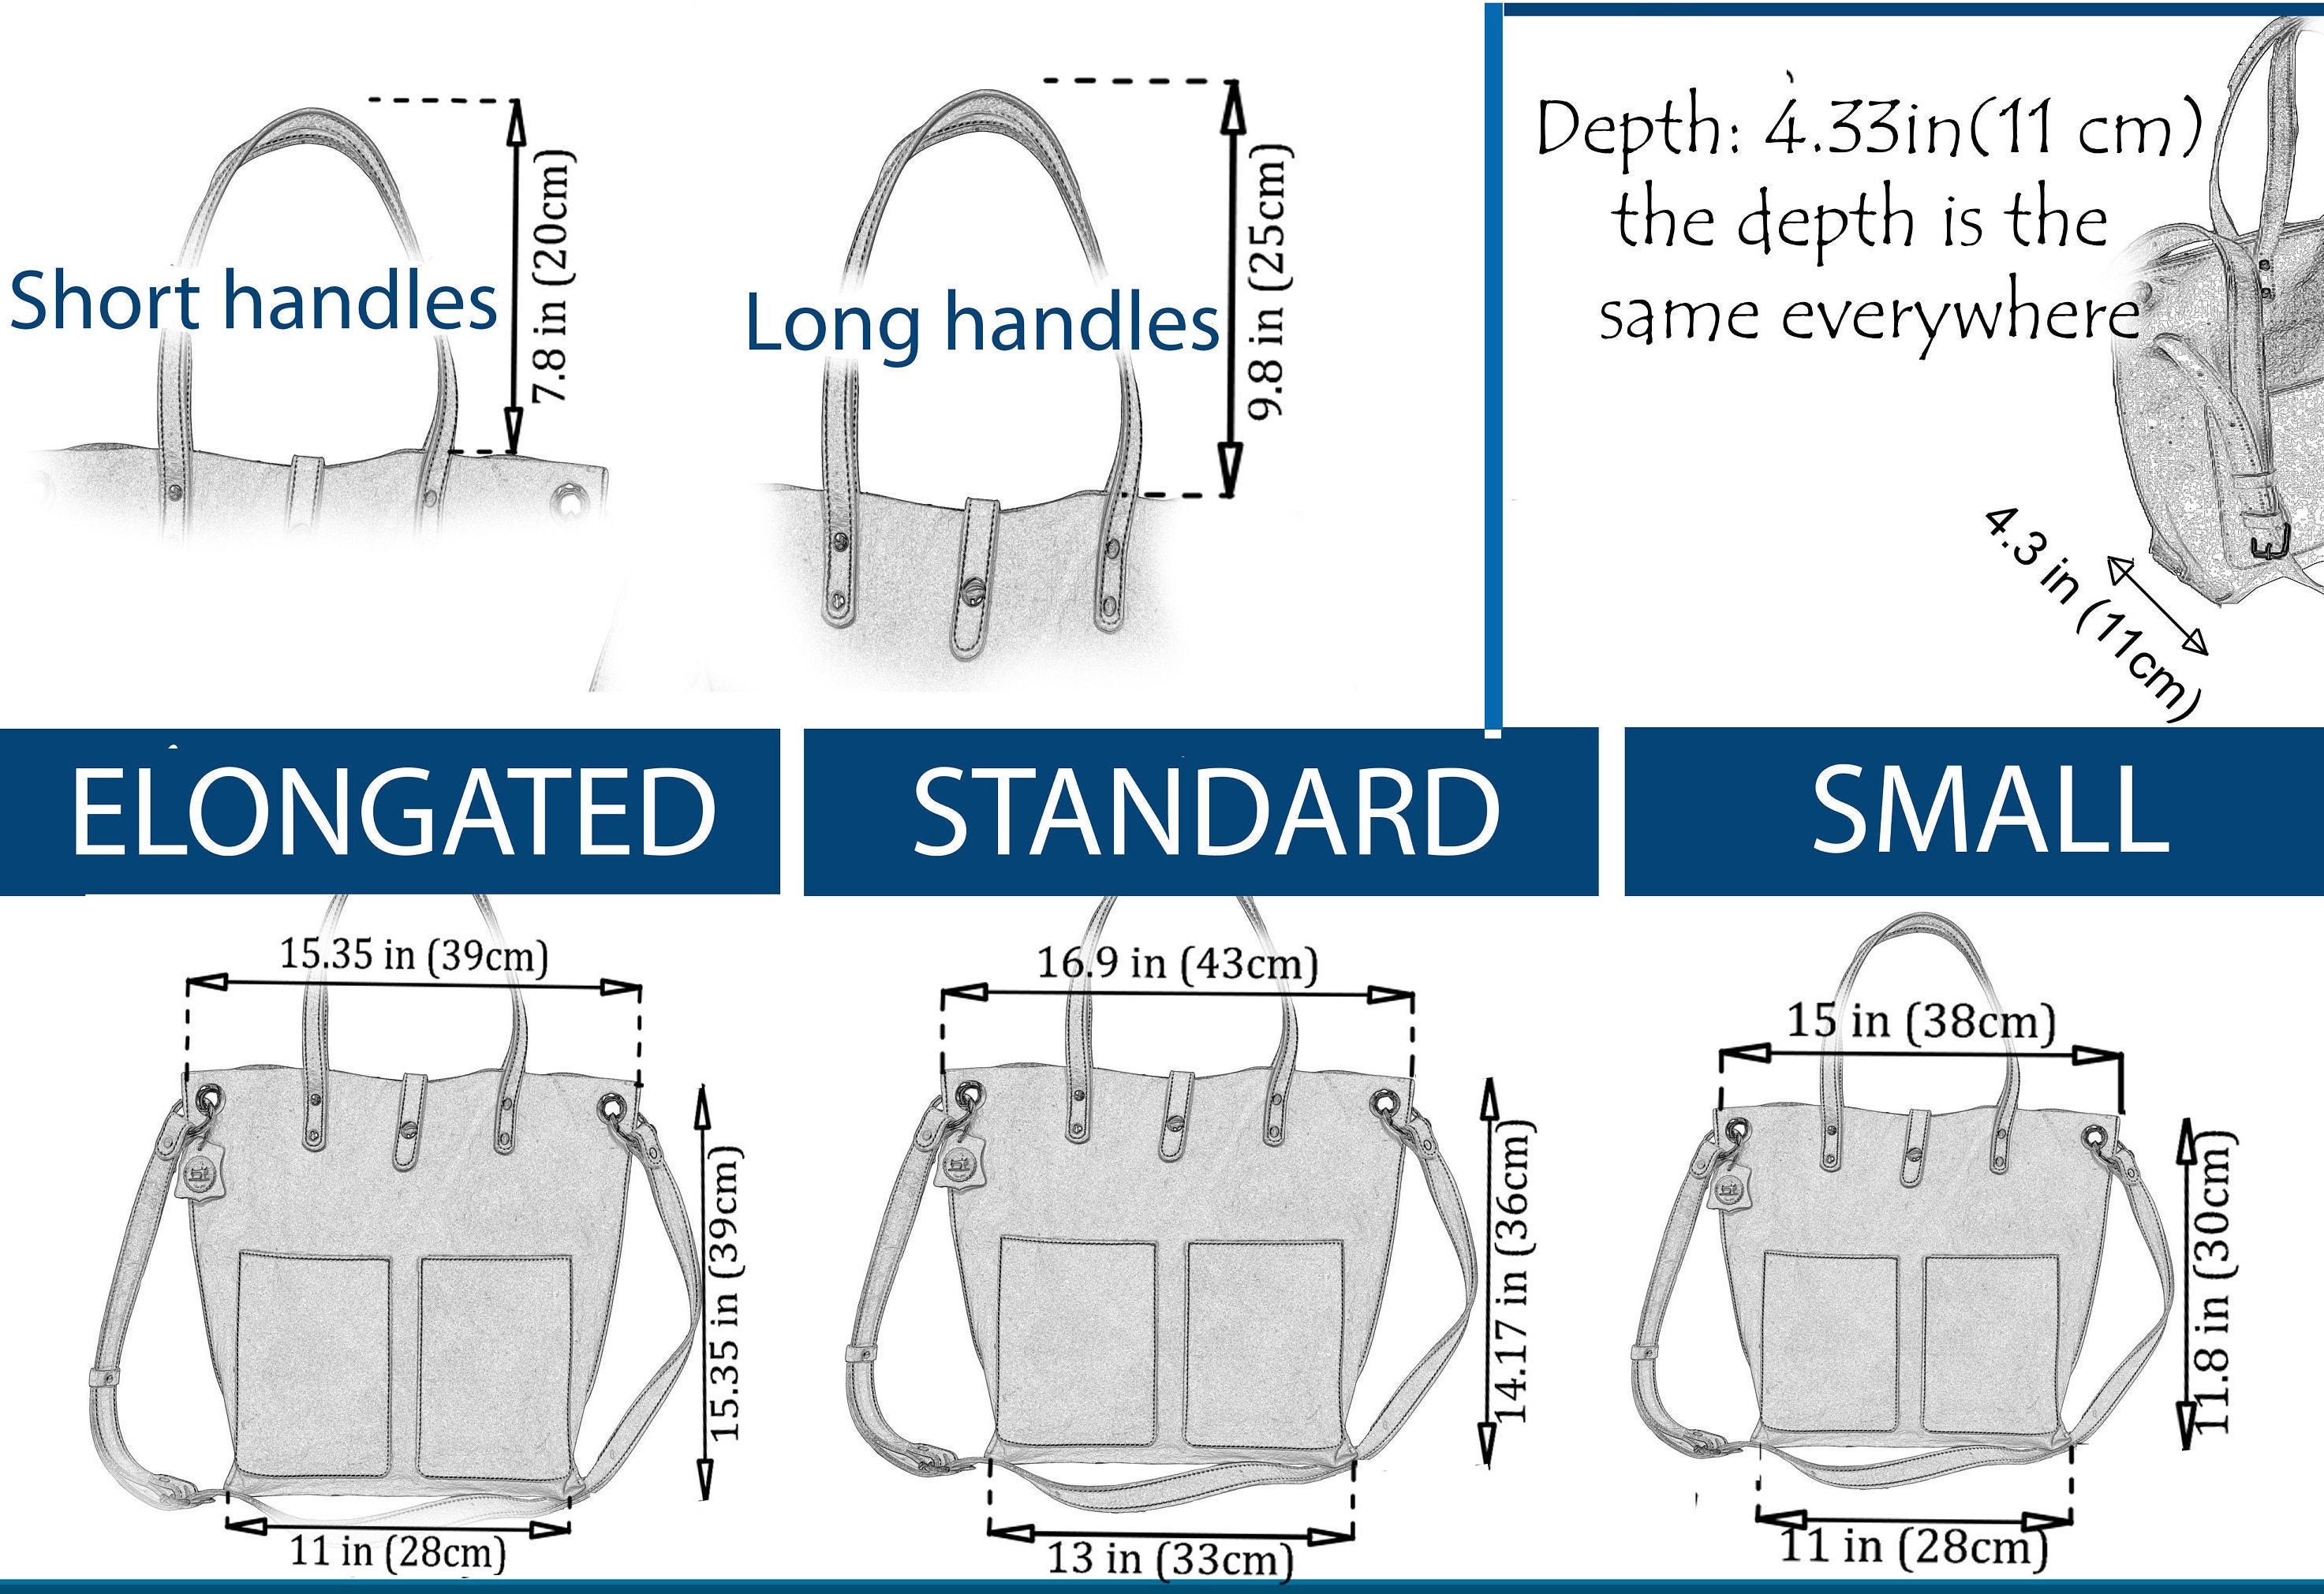 Short handles
7.8 in (20cm)
Long handles
9.8 in (25cm)
Depth: 4.33in(11 cm)
the depth is the
same everywhere
4.3 in (11cm)
ELONGATED
STANDARD
SMALL
15.35 in (39cm)
15.35 in (39cm)
11 in (28cm)
16.9 in (43cm)
14.17 in (36cm)
13 in (33cm)
15 in (38cm)
11.8 in (30cm)
11 in (28cm)